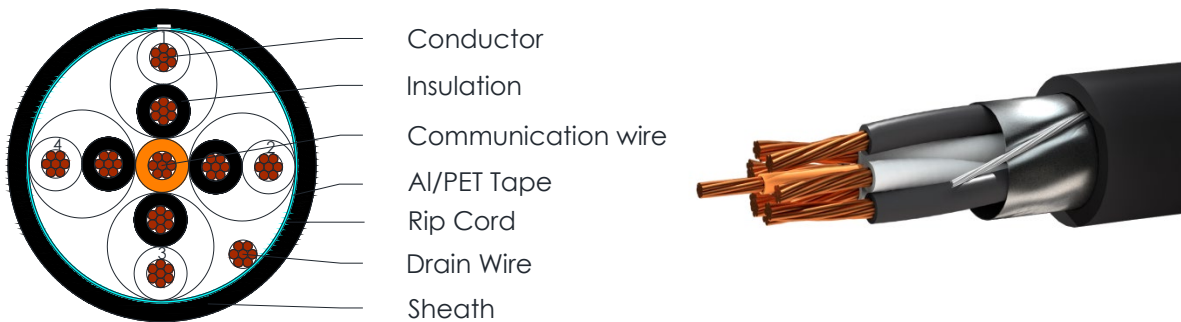 Conductor
Insulation
Communication wire
Al/PET Tape
Rip Cord
Drain Wire
Sheath
1
4
2
3